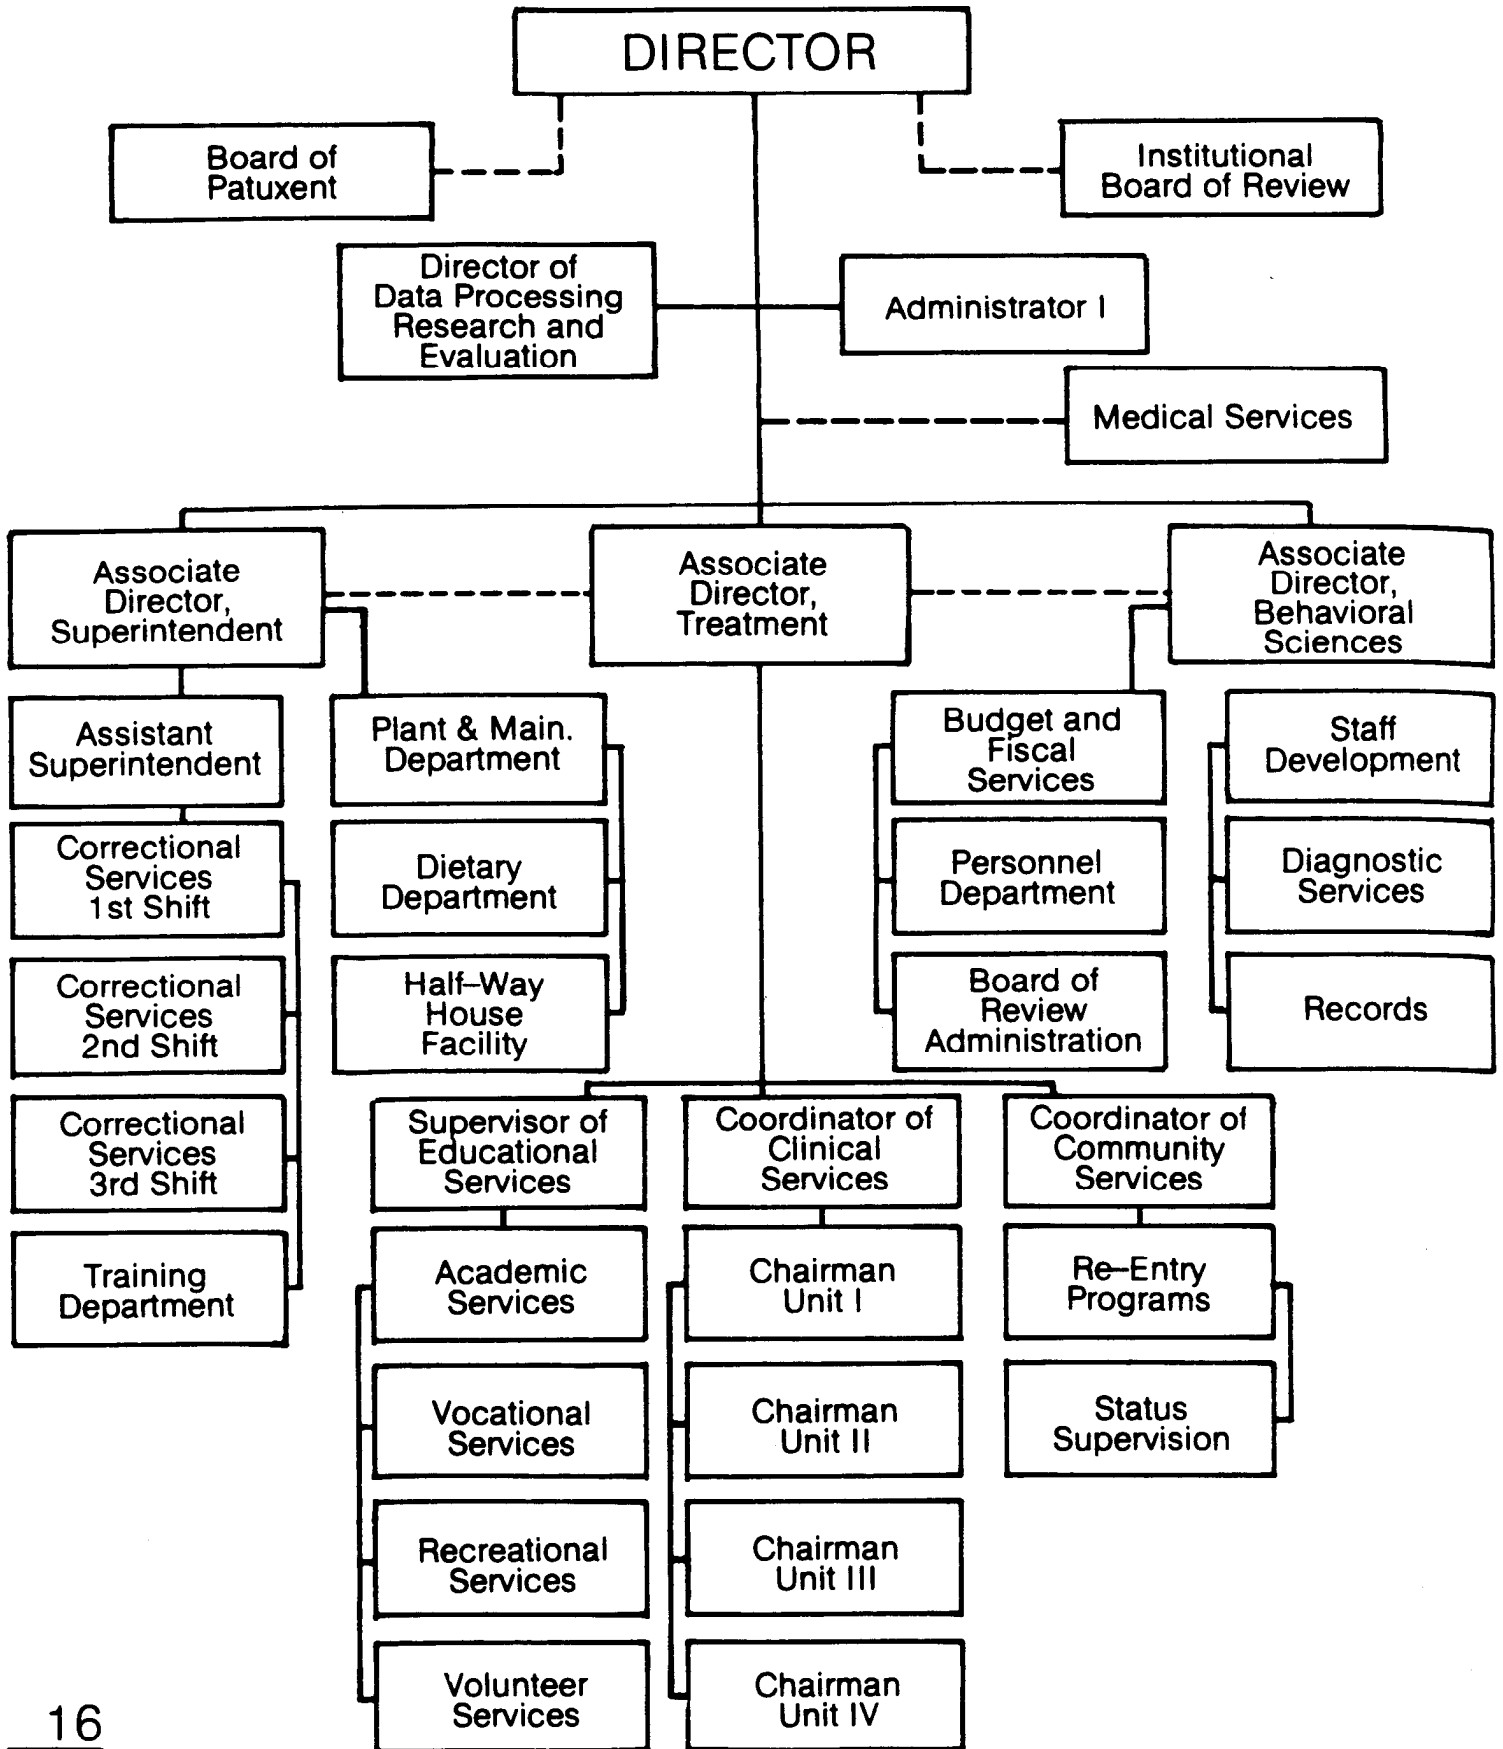 DIRECTOR
Board of
Patuxent
Institutional
Board of Review
Director of
Data Processing
Research and
Evaluation
Administrator I
Medical Services
Associate
Director,
Superintendent
Associate
Director,
Treatment
Associate
Director,
Behavioral
Sciences
Assistant
Superintendent
Plant & Main.
Department
Budget and
Fiscal
Services
Staff
Development
Correctional
Services
1st Shift
Dietary
Department
Personnel
Department
Diagnostic
Services
Correctional
Services
2nd Shift
Half-Way
House
Facility
Board of
Review
Administration
Records
Correctional
Services
3rd Shift
Supervisor of
Educational
Services
Coordinator of
Clinical
Services
Coordinator of
Community
Services
Training
Department
Academic
Services
Chairman
Unit I
Re-Entry
Programs
Vocational
Services
Chairman
Unit II
Status
Supervision
Recreational
Services
Chairman
Unit III
Volunteer
Services
Chairman
Unit IV
16